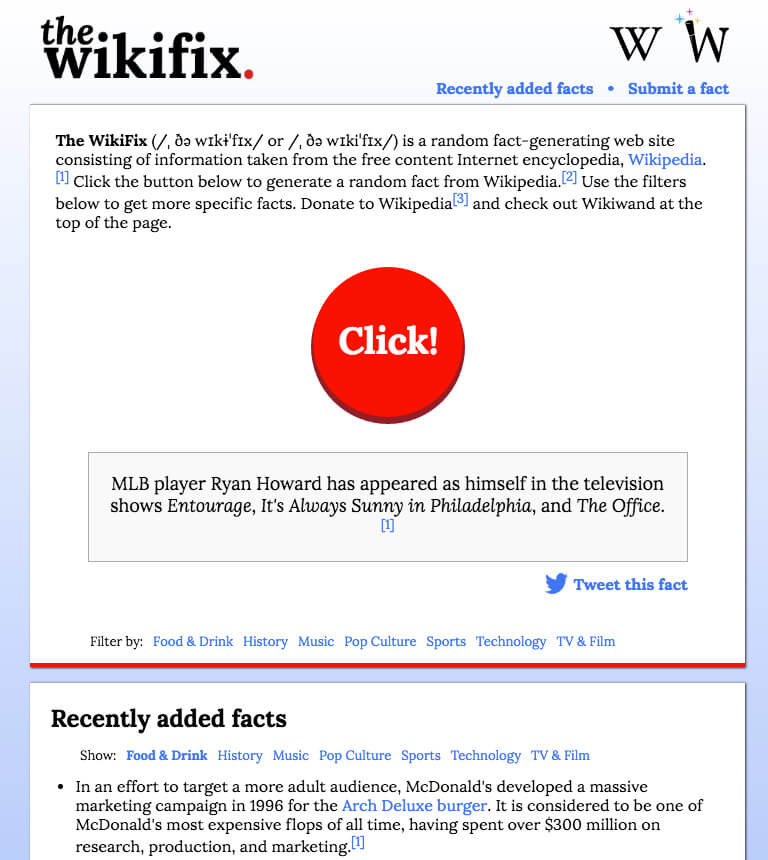 the
wikifix.
W W
Recently added facts • Submit a fact
The WikiFix (/ˌ ðə wɪkɨˈfɪx/ or /ˌ ðə wɪkiˈfɪx/) is a random fact-generating web site
consisting of information taken from the free content Internet encyclopedia, Wikipedia.
[1] Click the button below to generate a random fact from Wikipedia.[2] Use the filters
below to get more specific facts. Donate to Wikipedia[3] and check out Wikiwand at the
top of the page.
Click!
MLB player Ryan Howard has appeared as himself in the television
shows Entourage, It's Always Sunny in Philadelphia, and The Office.
[1]
Tweet this fact
Filter by: Food & Drink History Music Pop Culture Sports Technology TV & Film
Recently added facts
Show: Food & Drink History Music Pop Culture Sports Technology TV & Film
• In an effort to target a more adult audience, McDonald's developed a massive
marketing campaign in 1996 for the Arch Deluxe burger. It is considered to be one of
McDonald's most expensive flops of all time, having spent over $300 million on
research, production, and marketing.[1]